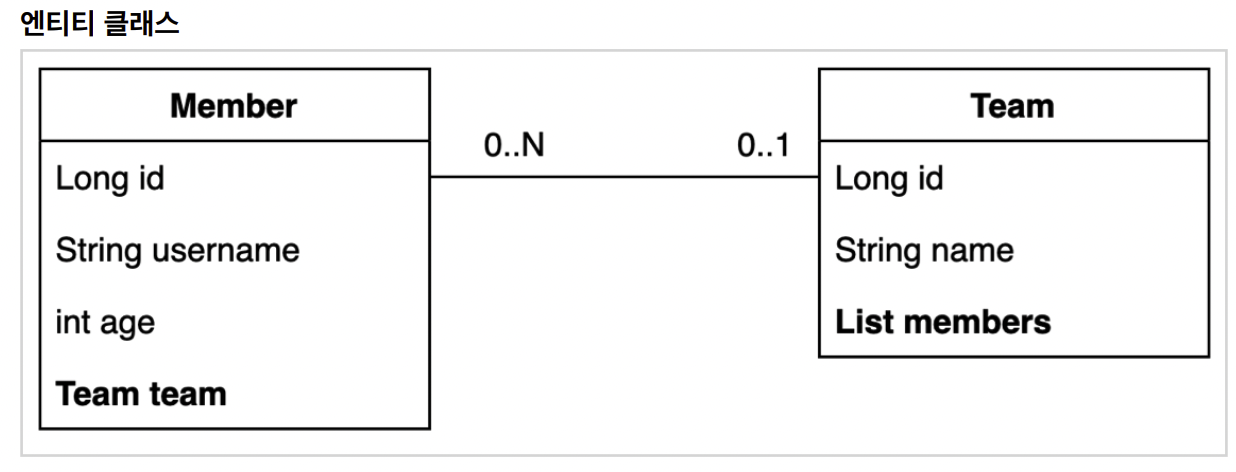 엔티티 클래스
Member
Long id
String username
int age
Team team
0..N
0..1
Team
Long id
String name
List members